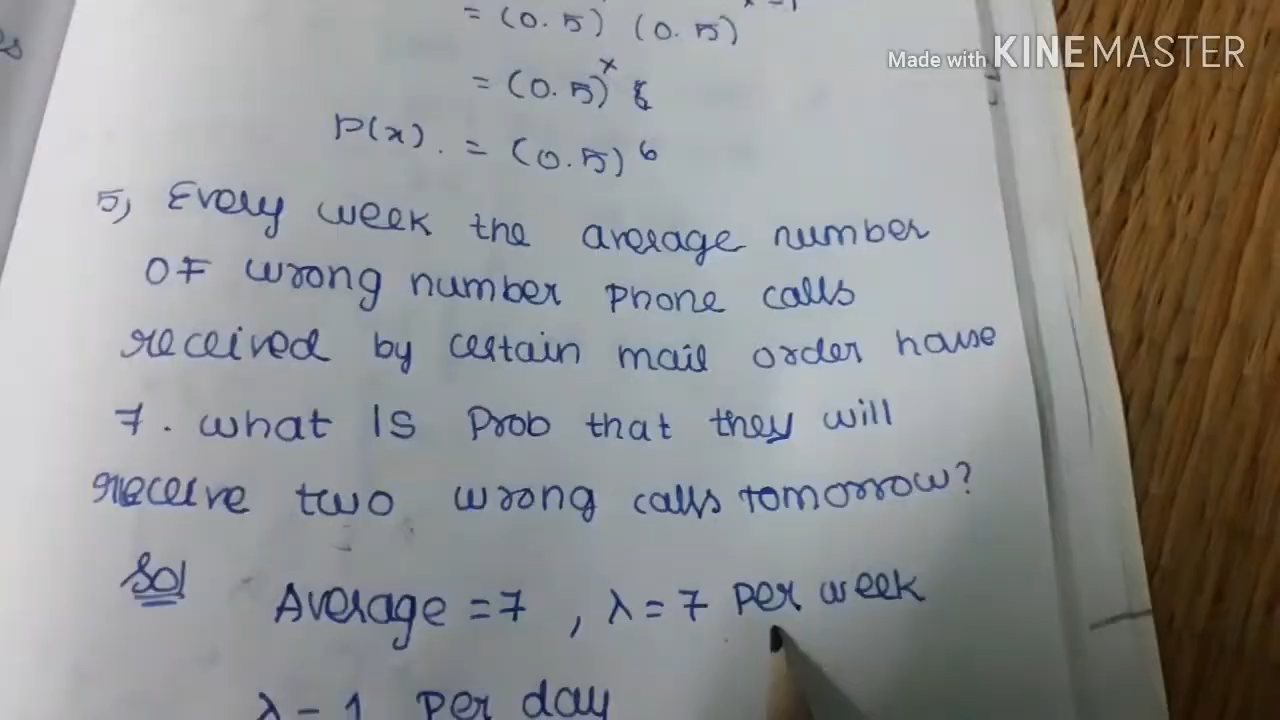 = (0.5) (0.5)
Made with KINEMASTER
= (0.5)^x
P(x). = (0.5)^6
5, Every week the average number
OF wrong number phone calls
received by certain mail order house
7. what Is Prob that they will
receive two wrong calls tomorrow?
Sol
Average = 7, λ = 7 per week
λ = 1 per day